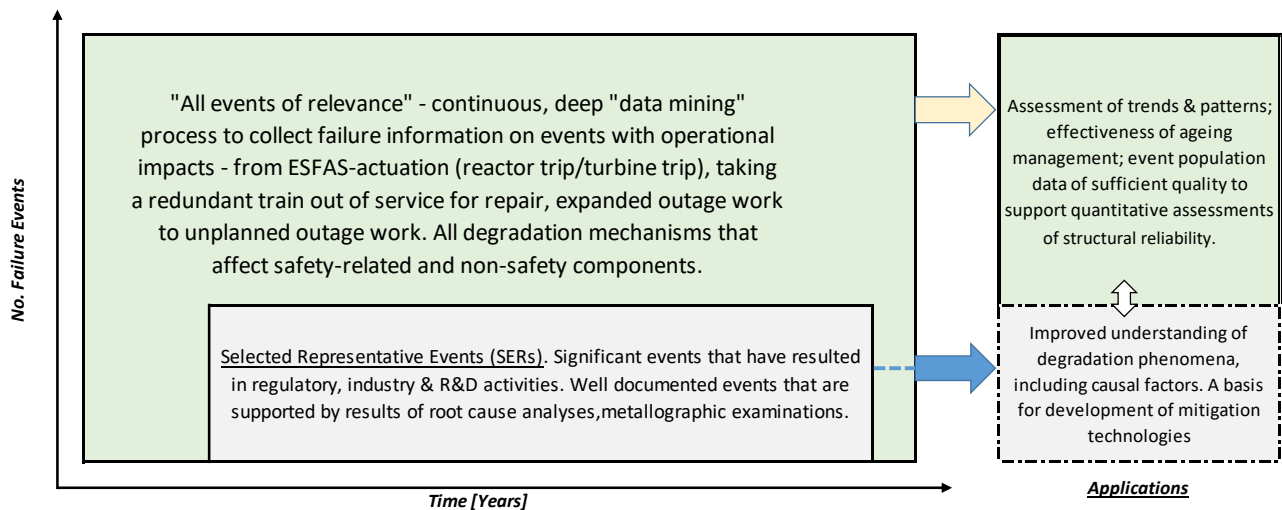 "All events of relevance" - continuous, deep "data mining"
process to collect failure information on events with operational
impacts - from ESFAS-actuation (reactor trip/turbine trip), taking
a redundant train out of service for repair, expanded outage work
to unplanned outage work. All degradation mechanisms that
affect safety-related and non-safety components.
Selected Representative Events (SERs). Significant events that have resulted
in regulatory, industry & R&D activities. Well documented events that are
supported by results of root cause analyses,metallographic examinations.
Assessment of trends & patterns;
effectiveness of ageing
management; event population
data of sufficient quality to
support quantitative assessments
of structural reliability.
Improved understanding of
degradation phenomena,
including causal factors. A basis
for development of mitigation
technologies
No. Failure Events
Time [Years]
Applications